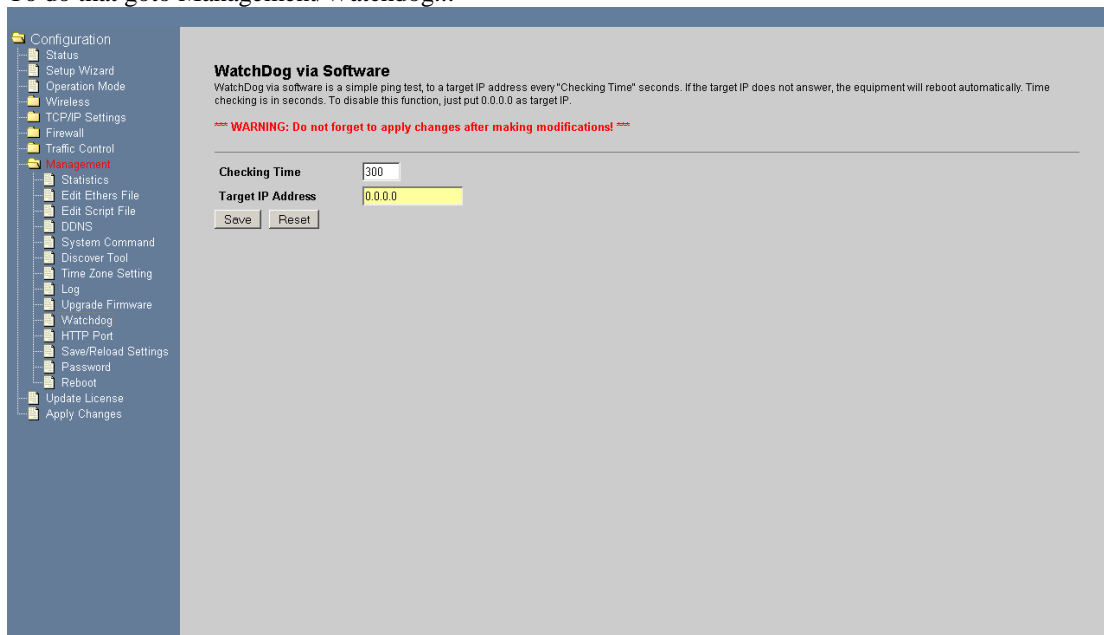 To do that goto Management/Watchdog...
Configuration
Status
Setup Wizard
Operation Mode
Wireless
TCP/IP Settings
Firewall
Traffic Control
Management
Statistics
Edit Ethers File
Edit Script File
DDNS
System Command
Discover Tool
Time Zone Setting
Log
Upgrade Firmware
Watchdog
HTTP Port
Save/Reload Settings
Password
Reboot
Update License
Apply Changes
WatchDog via Software
WatchDog via software is a simple ping test, to a target IP address every "Checking Time" seconds. If the target IP does not answer, the equipment will reboot automatically. Time
checking is in seconds. To disable this function, just put 0.0.0.0 as target IP.
*** WARNING: Do not forget to apply changes after making modifications! ***
Checking Time 300
Target IP Address 0.0.0.0
Save Reset